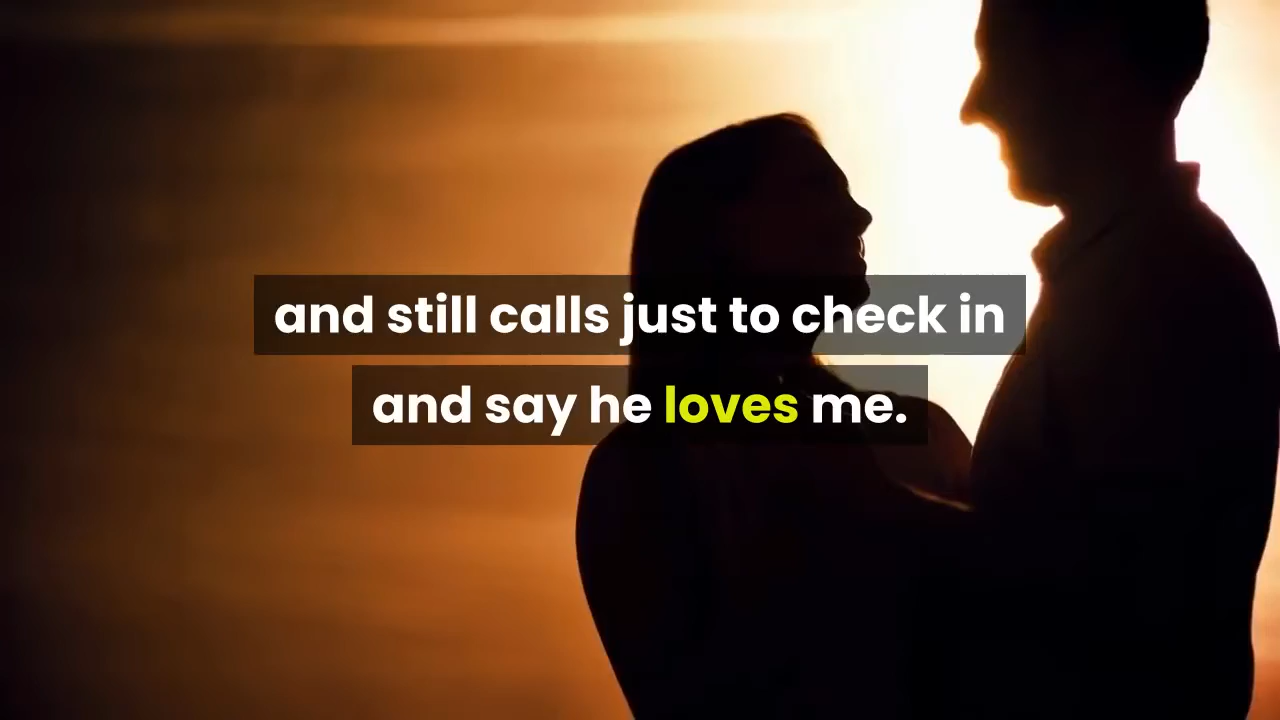 and still calls just to check in
and say he loves me.